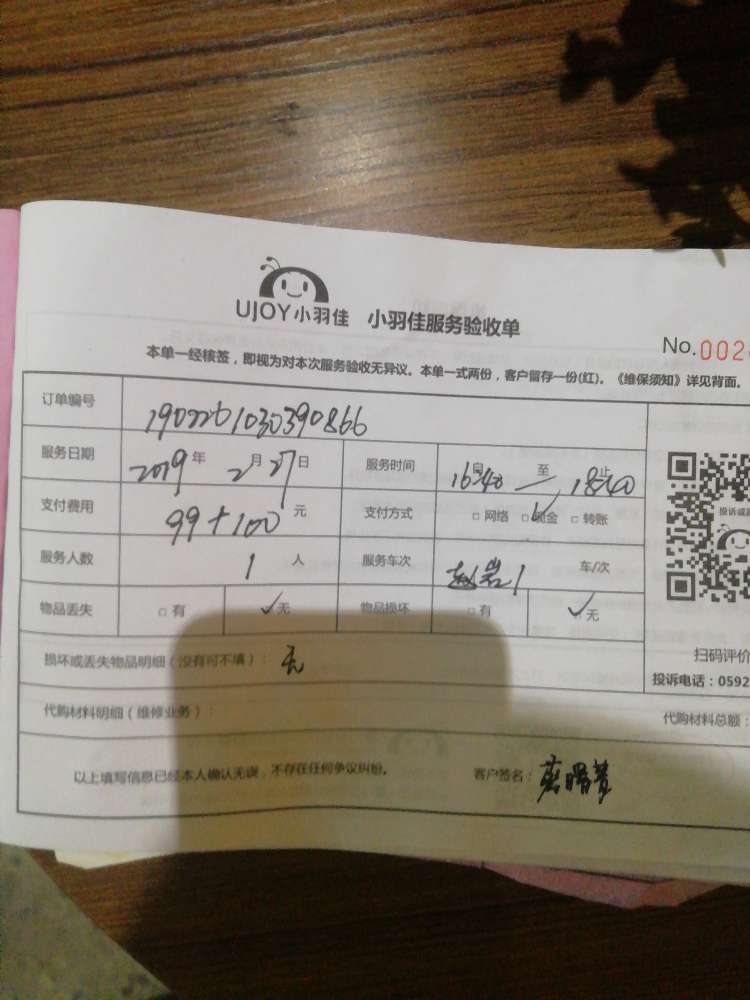 UJOY小羽佳 小羽佳服务验收单
No.002
本单一经核签，即视为对本次服务验收无异议。本单一式两份，客户留存一份(红)。《维保须知》详见背面。
订单编号 1902261030390866
服务日期 2019年2月27日 服务时间 16:40 自 至 18:40 止
支付费用 99+100 元 支付方式 □网络 ☑现金 □转账
服务人数 1 人 服务车次 赵岩1 车/次
物品丢失 □有 ☑无 物品损坏 □有 ☑无
损坏或丢失物品明细（没有可不填）：无
投诉或
扫码评价
投诉电话：0592
代购材料明细（维修业务）：
代购材料总额：
以上填写信息已经本人确认无误，不存在任何争议纠纷。 客户签名：